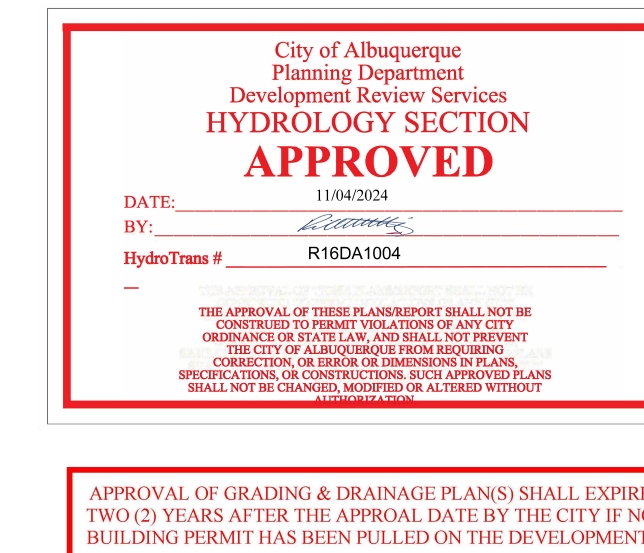 City of Albuquerque
Planning Department
Development Review Services
HYDROLOGY SECTION
APPROVED
DATE: 11/04/2024
BY:
HydroTrans # R16DA1004
THE APPROVAL OF THESE PLANS/REPORT SHALL NOT BE
CONSTRUED TO PERMIT VIOLATIONS OF ANY CITY
ORDINANCE OR STATE LAW, AND SHALL NOT PREVENT
THE CITY OF ALBUQUERQUE FROM REQUIRING
CORRECTION, OR ERROR OR DIMENSIONS IN PLANS,
SPECIFICATIONS, OR CONSTRUCTIONS. SUCH APPROVED PLANS
SHALL NOT BE CHANGED, MODIFIED OR ALTERED WITHOUT
AUTHORIZATION
APPROVAL OF GRADING & DRAINAGE PLAN(S) SHALL EXPIRE
TWO (2) YEARS AFTER THE APPROAL DATE BY THE CITY IF NO
BUILDING PERMIT HAS BEEN PULLED ON THE DEVELOPMENT